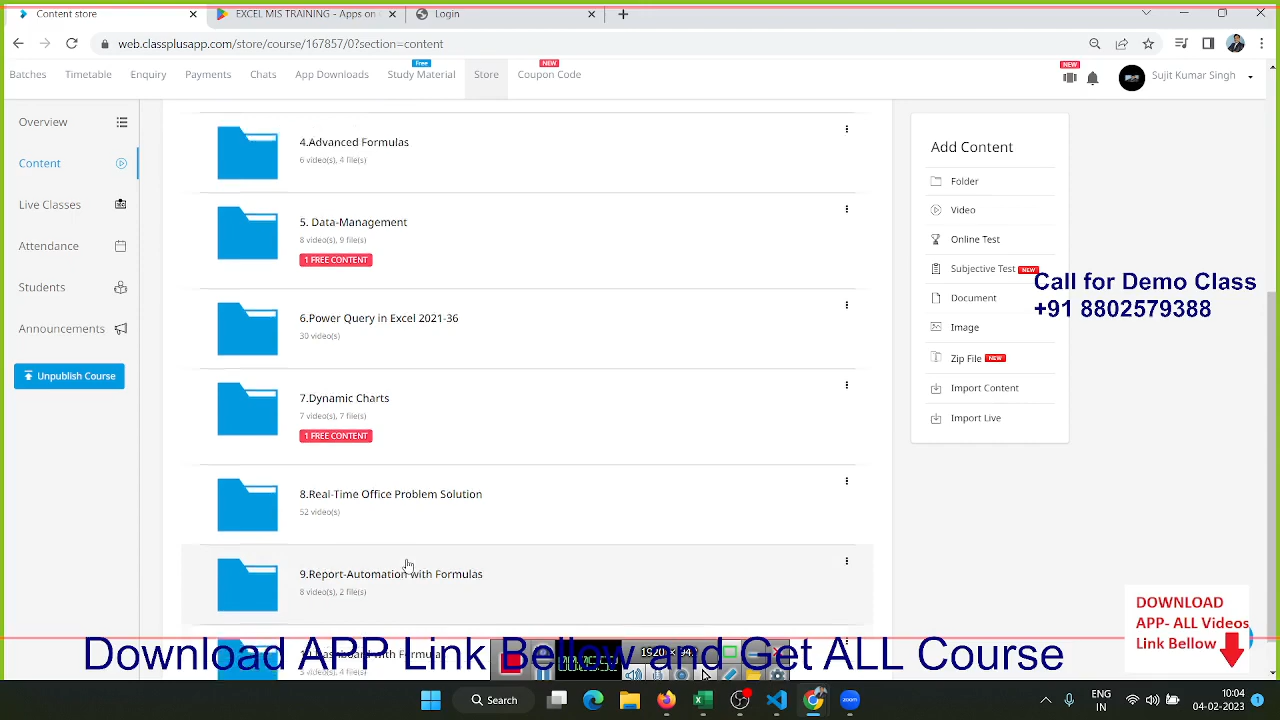 Content store
EXCEL MIS TRAINING - Apps on
Login
web.classplusapp.com/store/course/167857/0?section=content
Batches
Timetable
Enquiry
Payments
Chats
App Downloads
Free
Study Material
Store
NEW
Coupon Code
NEW
Sujit Kumar Singh
Overview
Content
Live Classes
Attendance
Students
Announcements
Unpublish Course
4.Advanced Formulas
6 video(s), 4 file(s)
5. Data-Management
8 video(s), 9 file(s)
1 FREE CONTENT
6.Power Query in Excel 2021-36
30 video(s)
7.Dynamic Charts
7 video(s), 7 file(s)
1 FREE CONTENT
8.Real-Time Office Problem Solution
52 video(s)
9.Report-Automation with Formulas
8 video(s), 2 file(s)
Add Content
Folder
Video
Online Test
Subjective Test NEW
Document
Image
Zip File NEW
Import Content
Import Live
Call for Demo Class
+91 8802579388
DOWNLOAD
APP- ALL Videos
Link Bellow
Download APP Link Bellow and Get ALL Course
Search
ENG
IN
10:04
04-02-2023